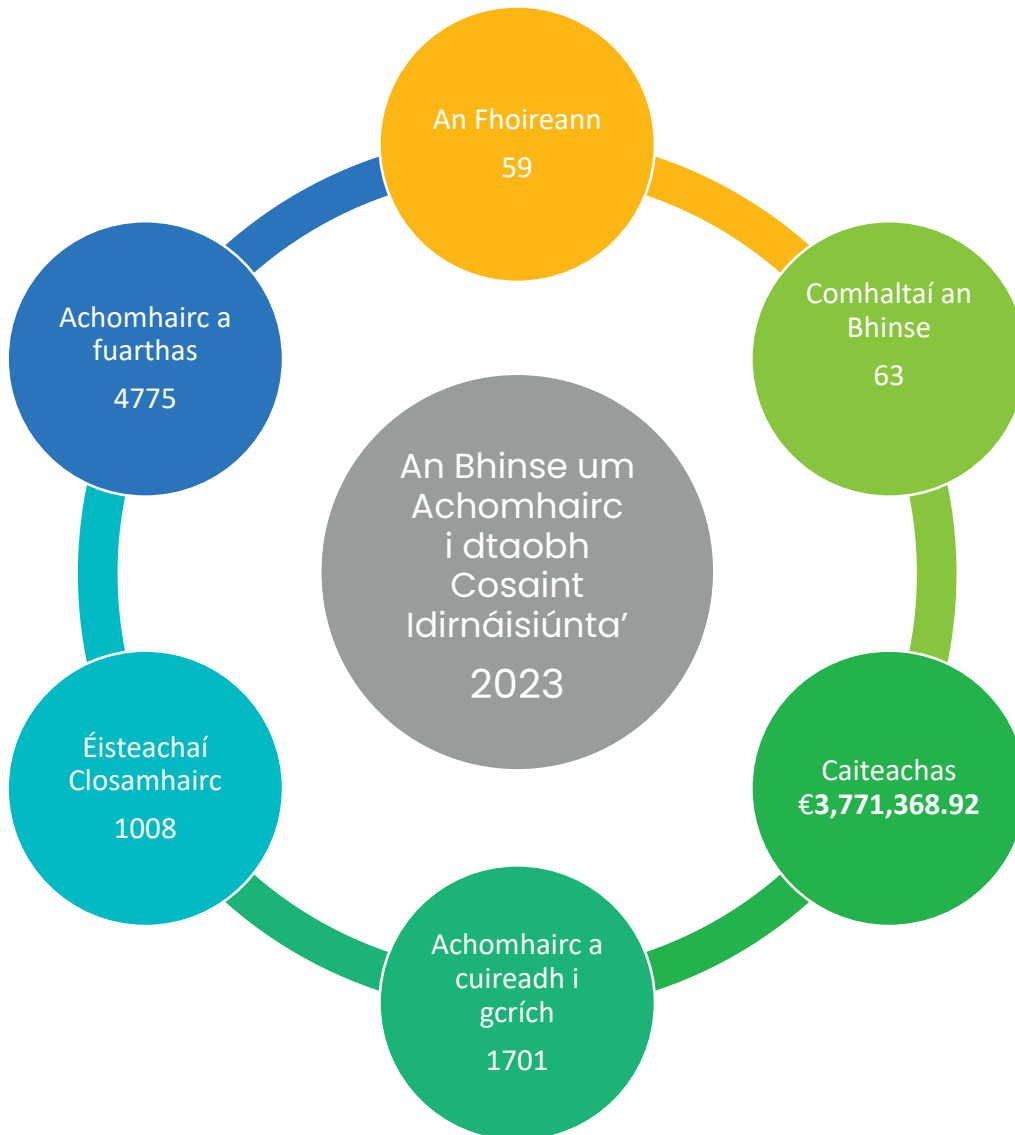 An Fhoireann
59
Comhaltaí an
Bhinse
63
Caiteachas
€3,771,368.92
Achomhairc a
cuireadh i
gcrích
1701
Éisteachaí
Closamhairc
1008
Achomhairc a
fuarthas
4775
An Bhinse um
Achomhairc
i dtaobh
Cosaint
Idirnáisiúnta’
2023